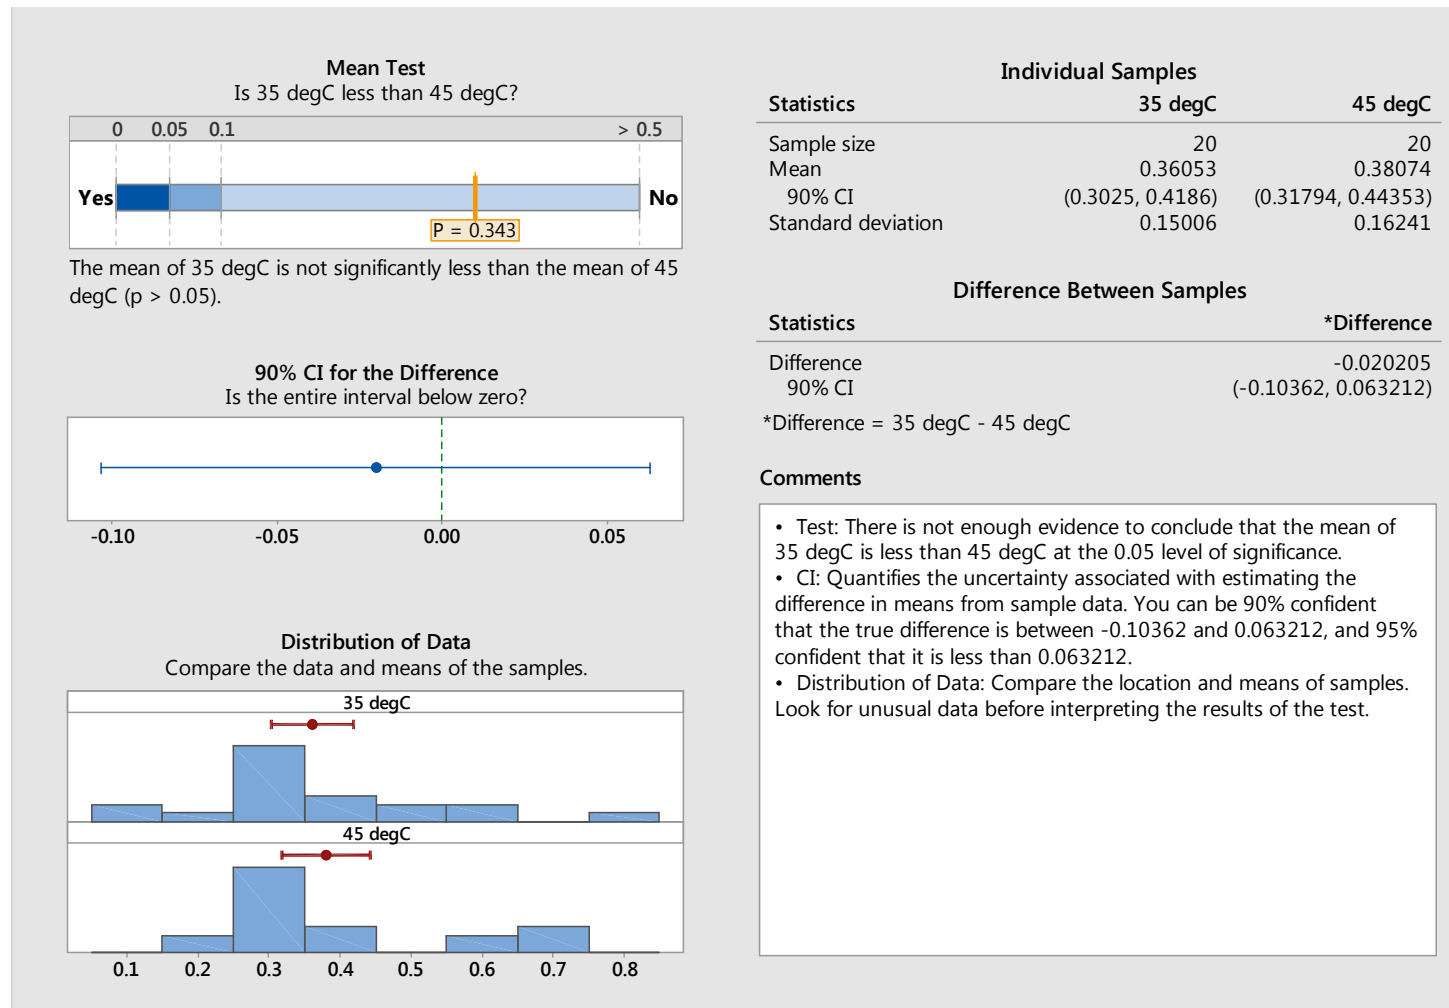 Mean Test
Is 35 degC less than 45 degC?
0 0.05 0.1 > 0.5
Yes No
P = 0.343
The mean of 35 degC is not significantly less than the mean of 45
degC (p > 0.05).
90% CI for the Difference
Is the entire interval below zero?
-0.10 -0.05 0.00 0.05
Distribution of Data
Compare the data and means of the samples.
35 degC
45 degC
0.1 0.2 0.3 0.4 0.5 0.6 0.7 0.8
Individual Samples
Statistics 35 degC 45 degC
Sample size 20 20
Mean 0.36053 0.38074
90% CI (0.3025, 0.4186) (0.31794, 0.44353)
Standard deviation 0.15006 0.16241
Difference Between Samples
Statistics *Difference
Difference -0.020205
90% CI (-0.10362, 0.063212)
*Difference = 35 degC - 45 degC
Comments
• Test: There is not enough evidence to conclude that the mean of
35 degC is less than 45 degC at the 0.05 level of significance.
• CI: Quantifies the uncertainty associated with estimating the
difference in means from sample data. You can be 90% confident
that the true difference is between -0.10362 and 0.063212, and 95%
confident that it is less than 0.063212.
• Distribution of Data: Compare the location and means of samples.
Look for unusual data before interpreting the results of the test.